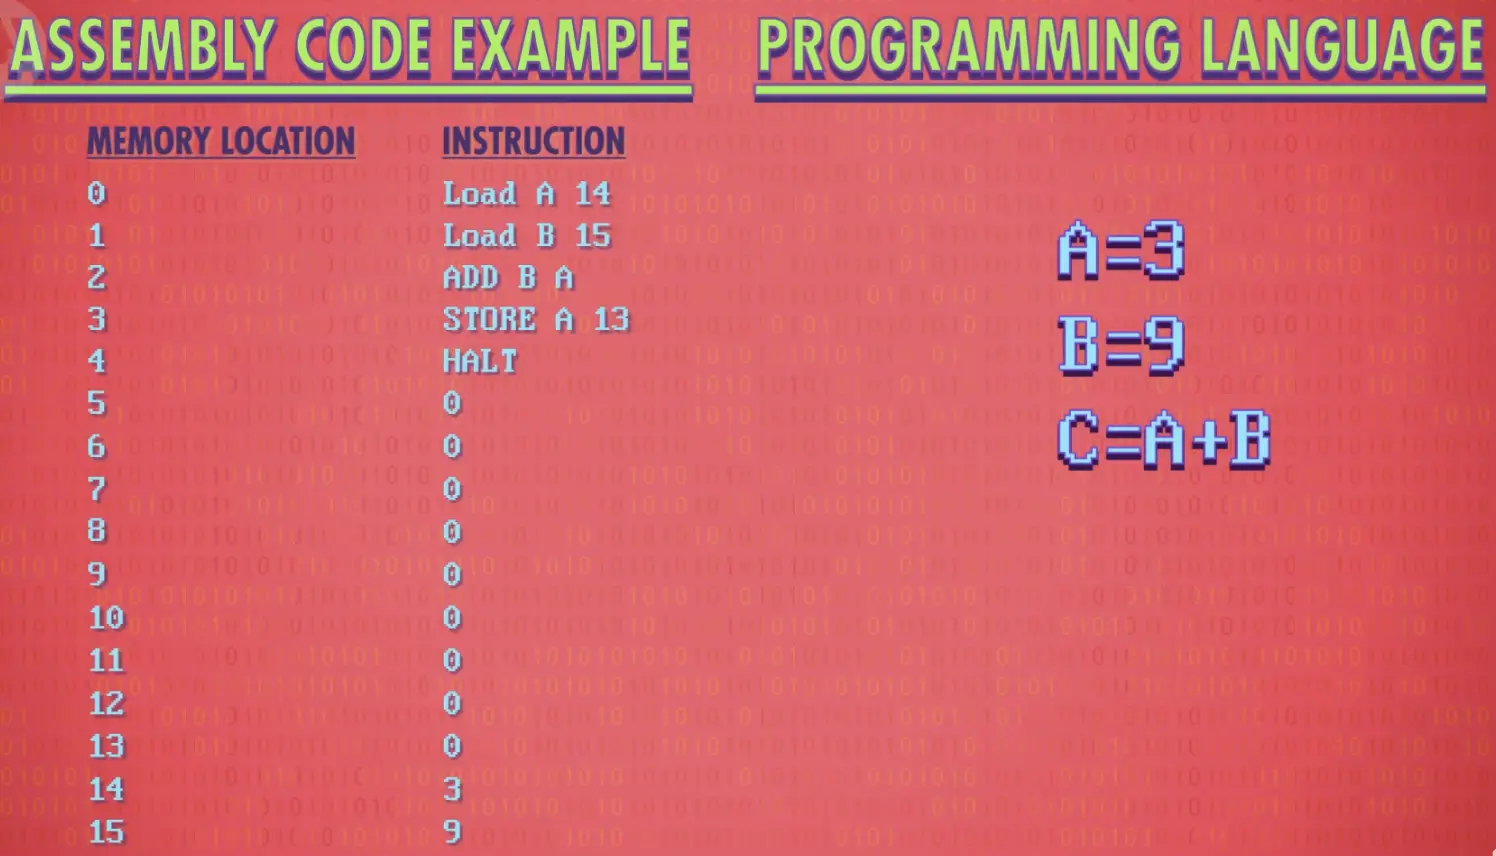 ASSEMBLY CODE EXAMPLE
MEMORY LOCATION INSTRUCTION
0 Load A 14
1 Load B 15
2 ADD B A
3 STORE A 13
4 HALT
5 0
6 0
7 0
8 0
9 0
10 0
11 0
12 0
13 0
14 3
15 9
PROGRAMMING LANGUAGE
A=3
B=9
C=A+B